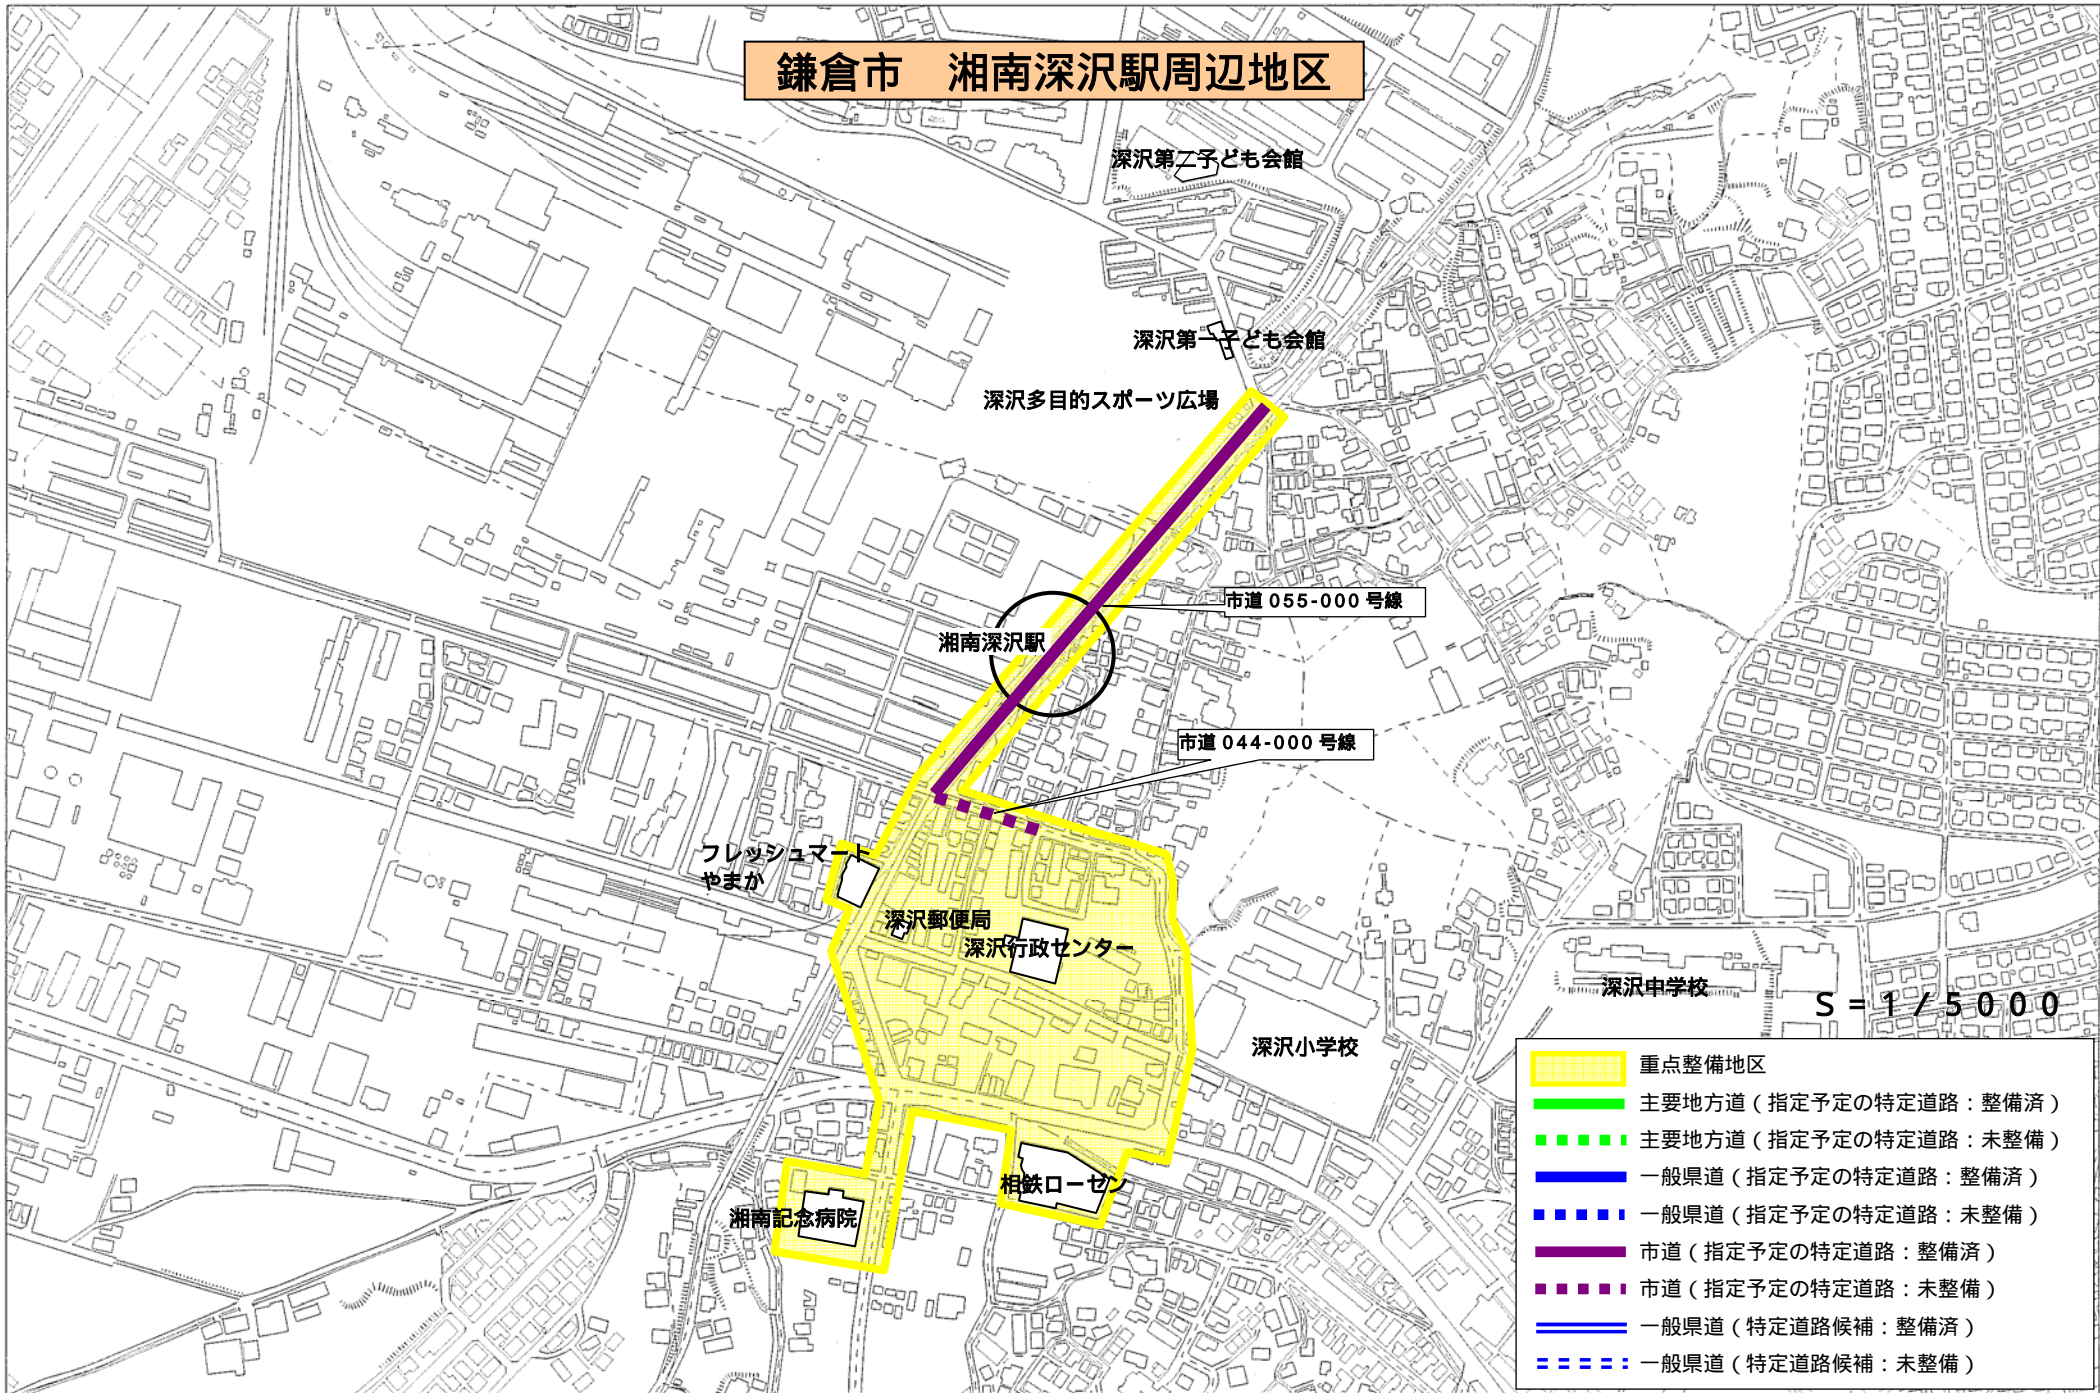 鎌倉市　湘南深沢駅周辺地区
深沢第二子ども会館
深沢第一子ども会館
深沢多目的スポーツ広場
市道 055-000 号線
湘南深沢駅
市道 044-000 号線
フレッシュマート
やまか
深沢郵便局
深沢行政センター
深沢中学校
S = 1 / 5 0 0 0
深沢小学校
相鉄ローゼン
湘南記念病院
重点整備地区
主要地方道（指定予定の特定道路：整備済）
主要地方道（指定予定の特定道路：未整備）
一般県道（指定予定の特定道路：整備済）
一般県道（指定予定の特定道路：未整備）
市道（指定予定の特定道路：整備済）
市道（指定予定の特定道路：未整備）
一般県道（特定道路候補：整備済）
一般県道（特定道路候補：未整備）